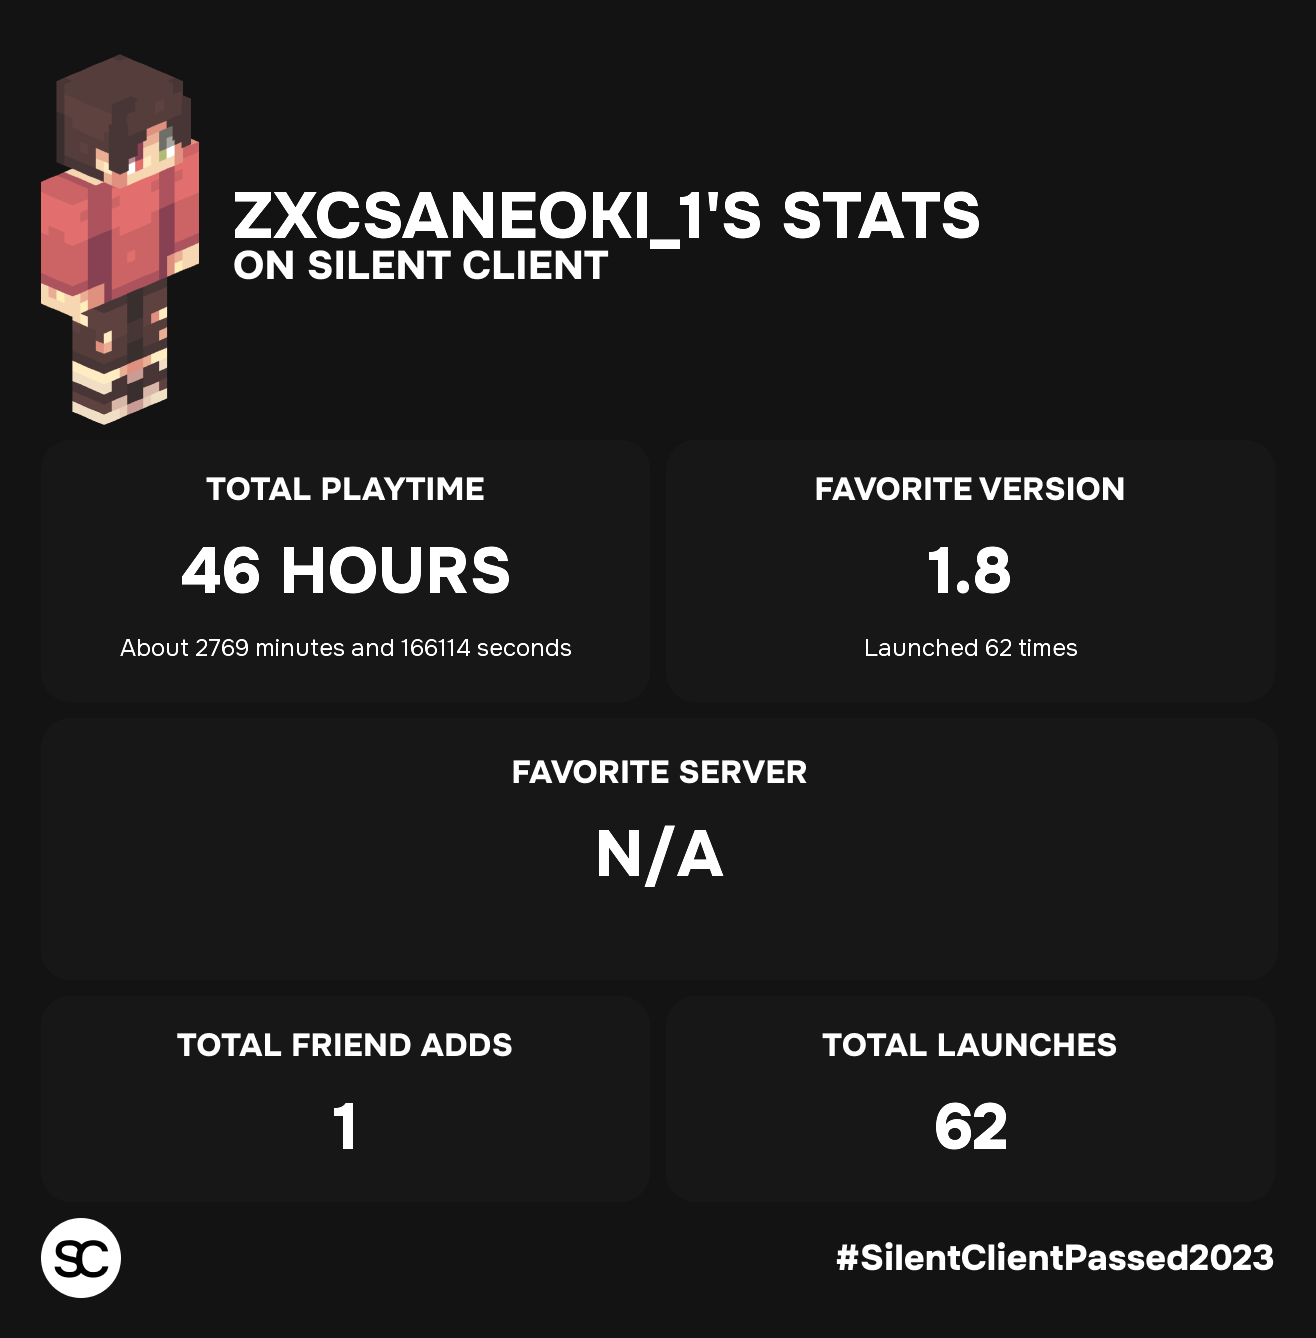 ZXCSANEOKI_1'S STATS
ON SILENT CLIENT
TOTAL PLAYTIME
46 HOURS
About 2769 minutes and 166114 seconds
FAVORITE VERSION
1.8
Launched 62 times
FAVORITE SERVER
N/A
TOTAL FRIEND ADDS
1
TOTAL LAUNCHES
62
SC
#SilentClientPassed2023